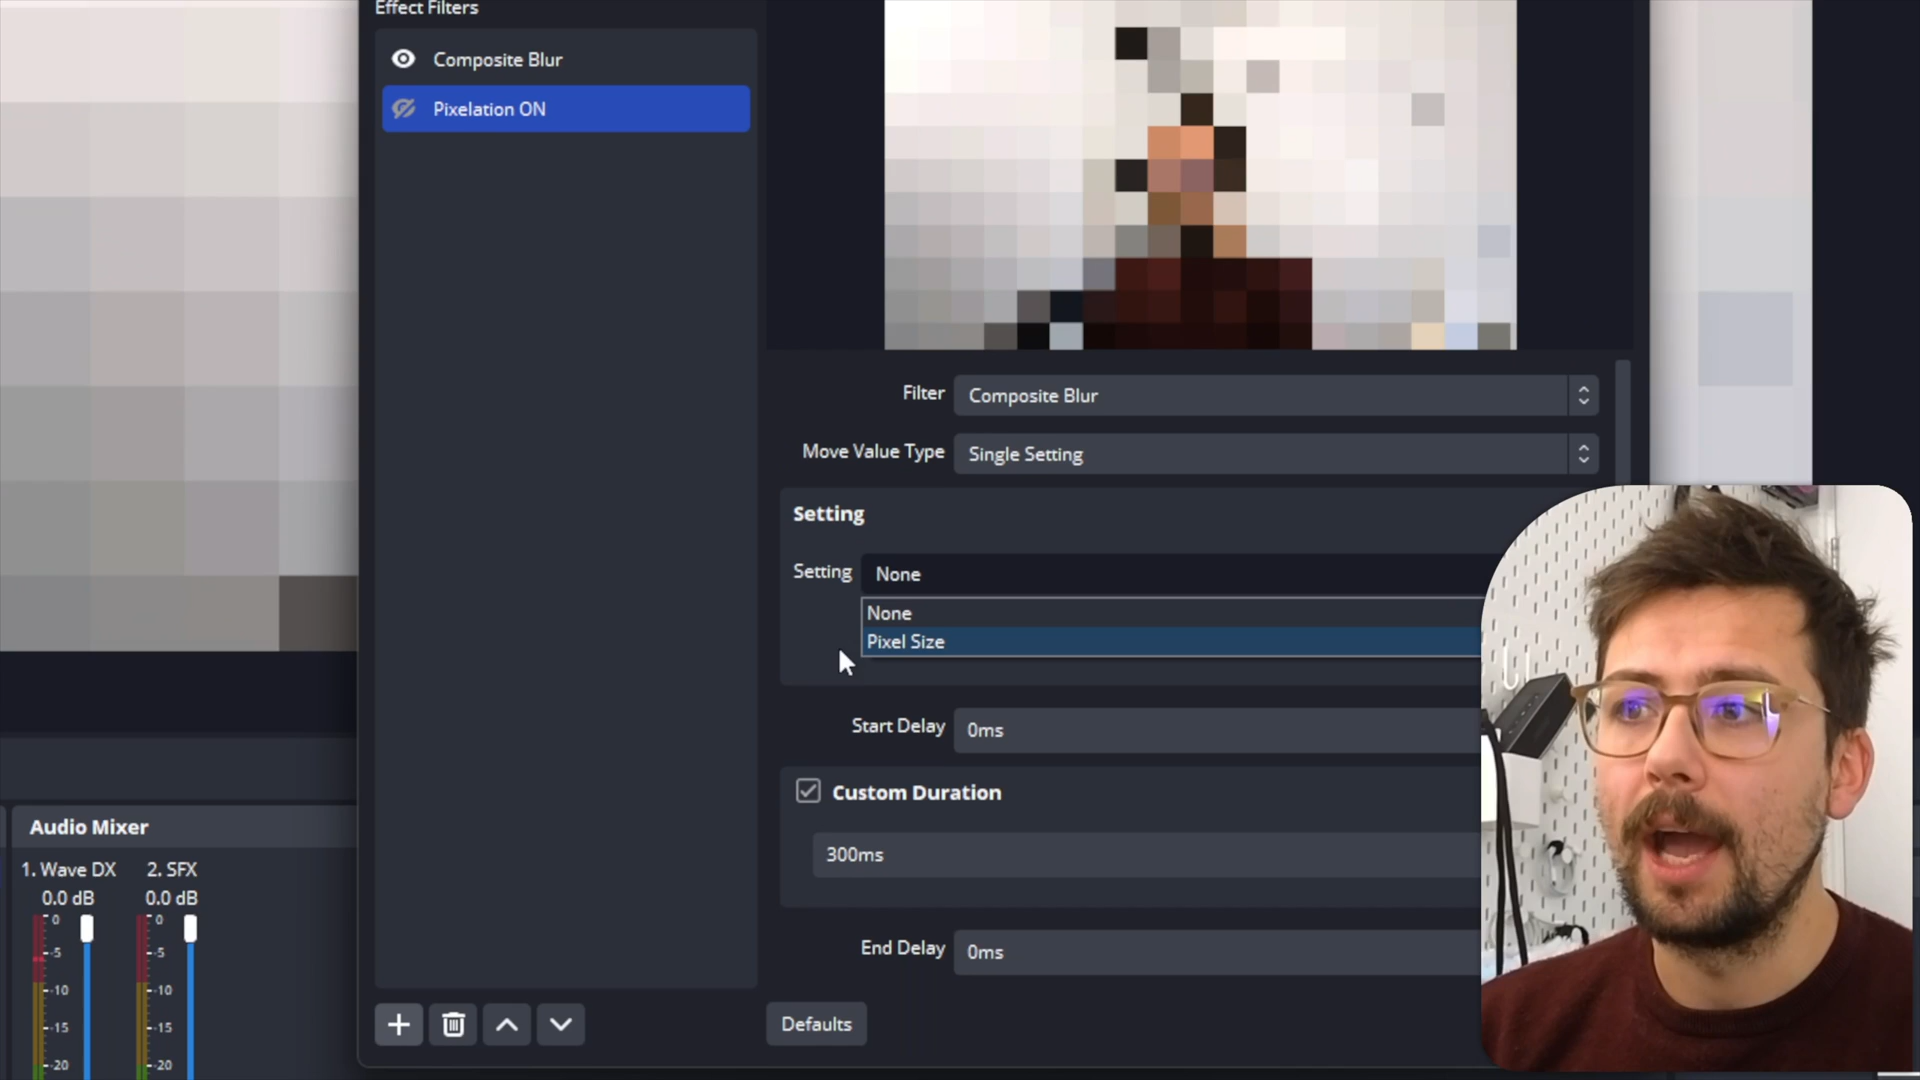 Effect Filters
Composite Blur
Pixelation ON
Filter
Composite Blur
Move Value Type
Single Setting
Setting
Setting
None
None
Pixel Size
Start Delay
0ms
Custom Duration
300ms
End Delay
0ms
Defaults
Audio Mixer
1. Wave DX
2. SFX
0.0 dB
0.0 dB
0
-5
-10
-15
-20
0
-5
-10
-15
-20